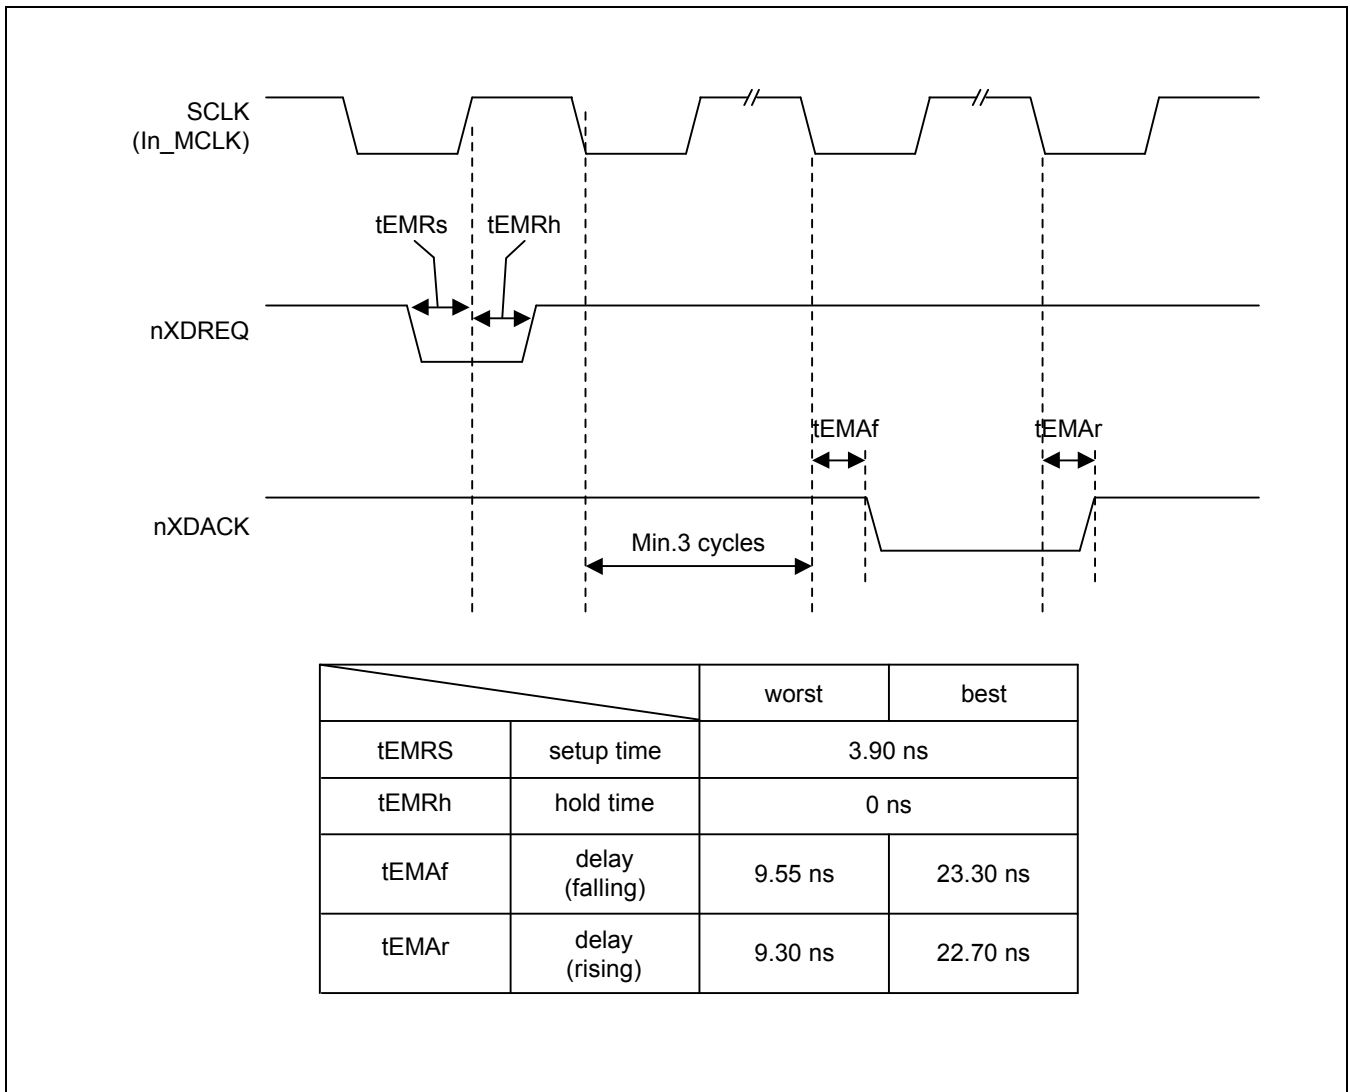 SCLK
(In_MCLK)
tEMRs tEMRh
nXDREQ
tEMAf tEMAr
nXDACK
Min.3 cycles
worst best
tEMRS setup time 3.90 ns
tEMRh hold time 0 ns
tEMAf delay (falling) 9.55 ns 23.30 ns
tEMAr delay (rising) 9.30 ns 22.70 ns